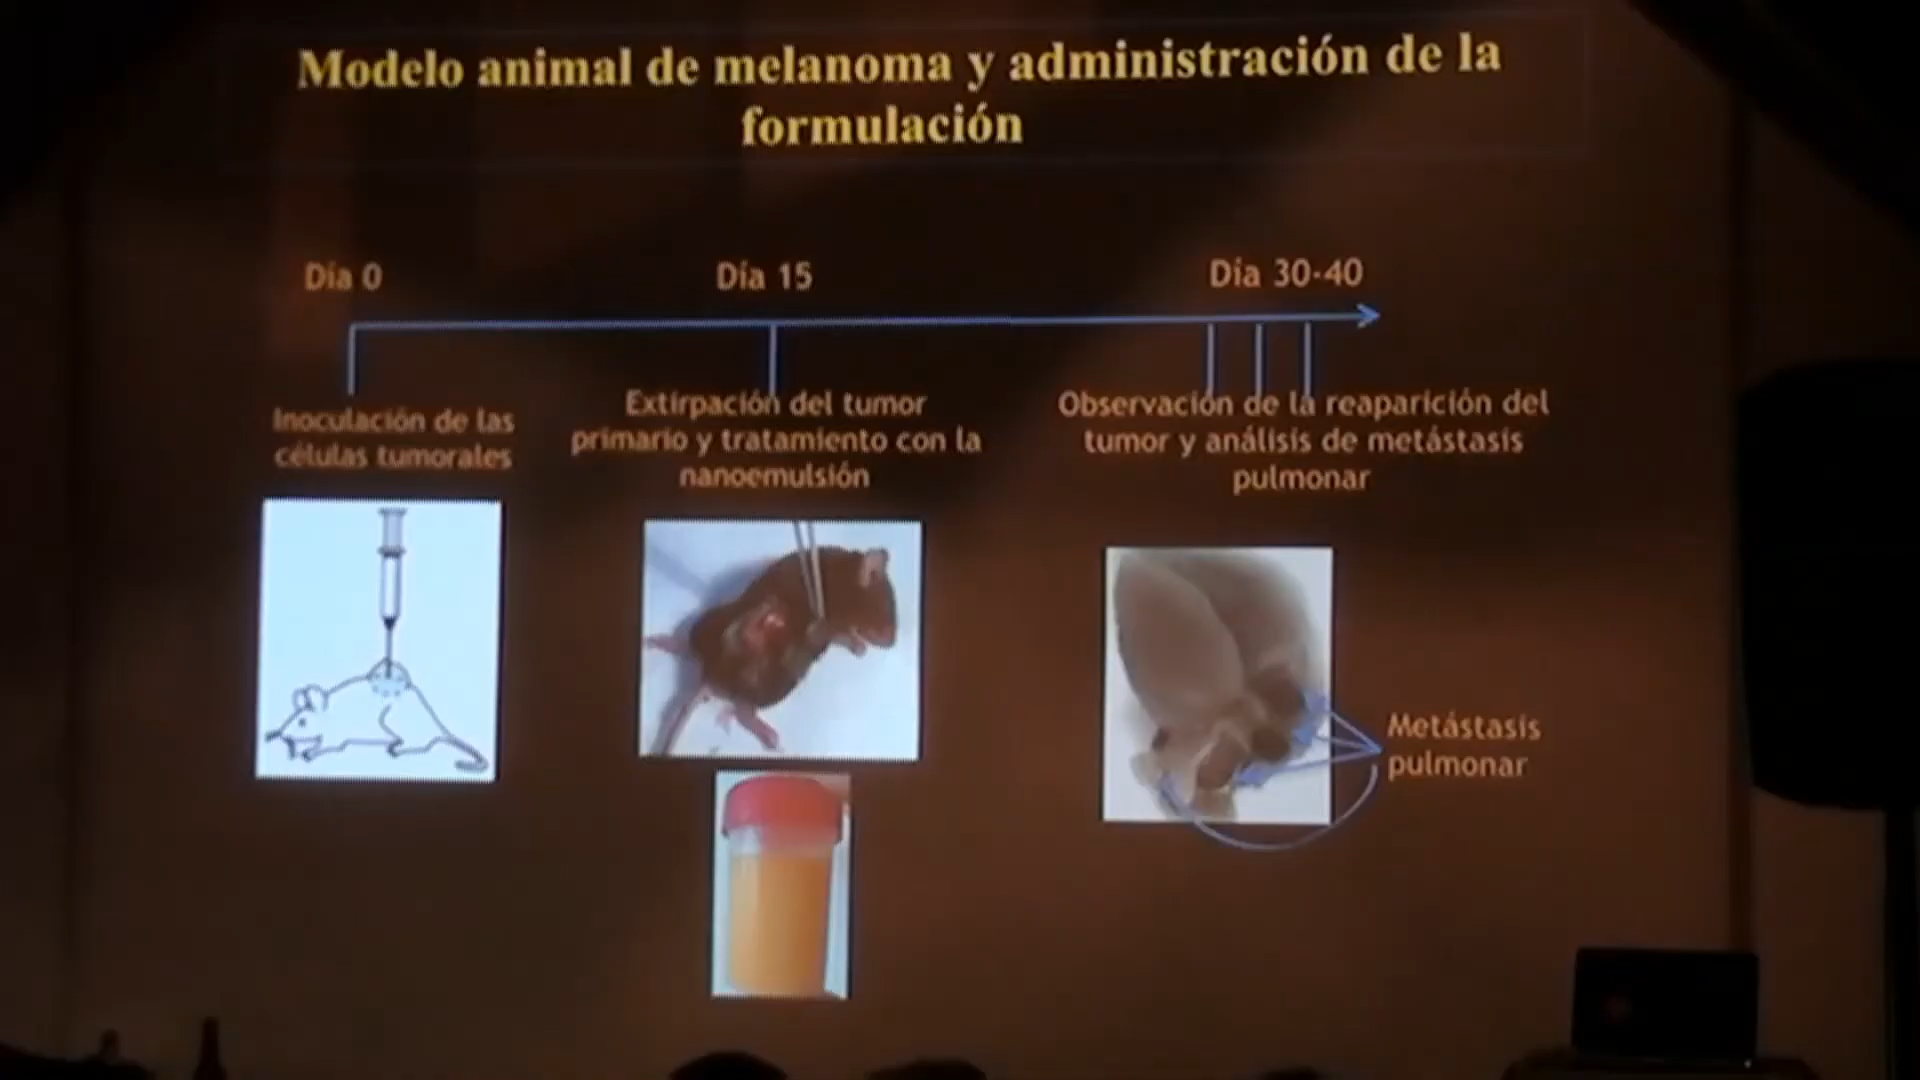 Modelo animal de melanoma y administración de la
formulación
Día 0
Día 15
Día 30-40
Inoculación de las
células tumorales
Extirpación del tumor
primario y tratamiento con la
nanoemulsión
Observación de la reaparición del
tumor y análisis de metástasis
pulmonar
Metástasis
pulmonar